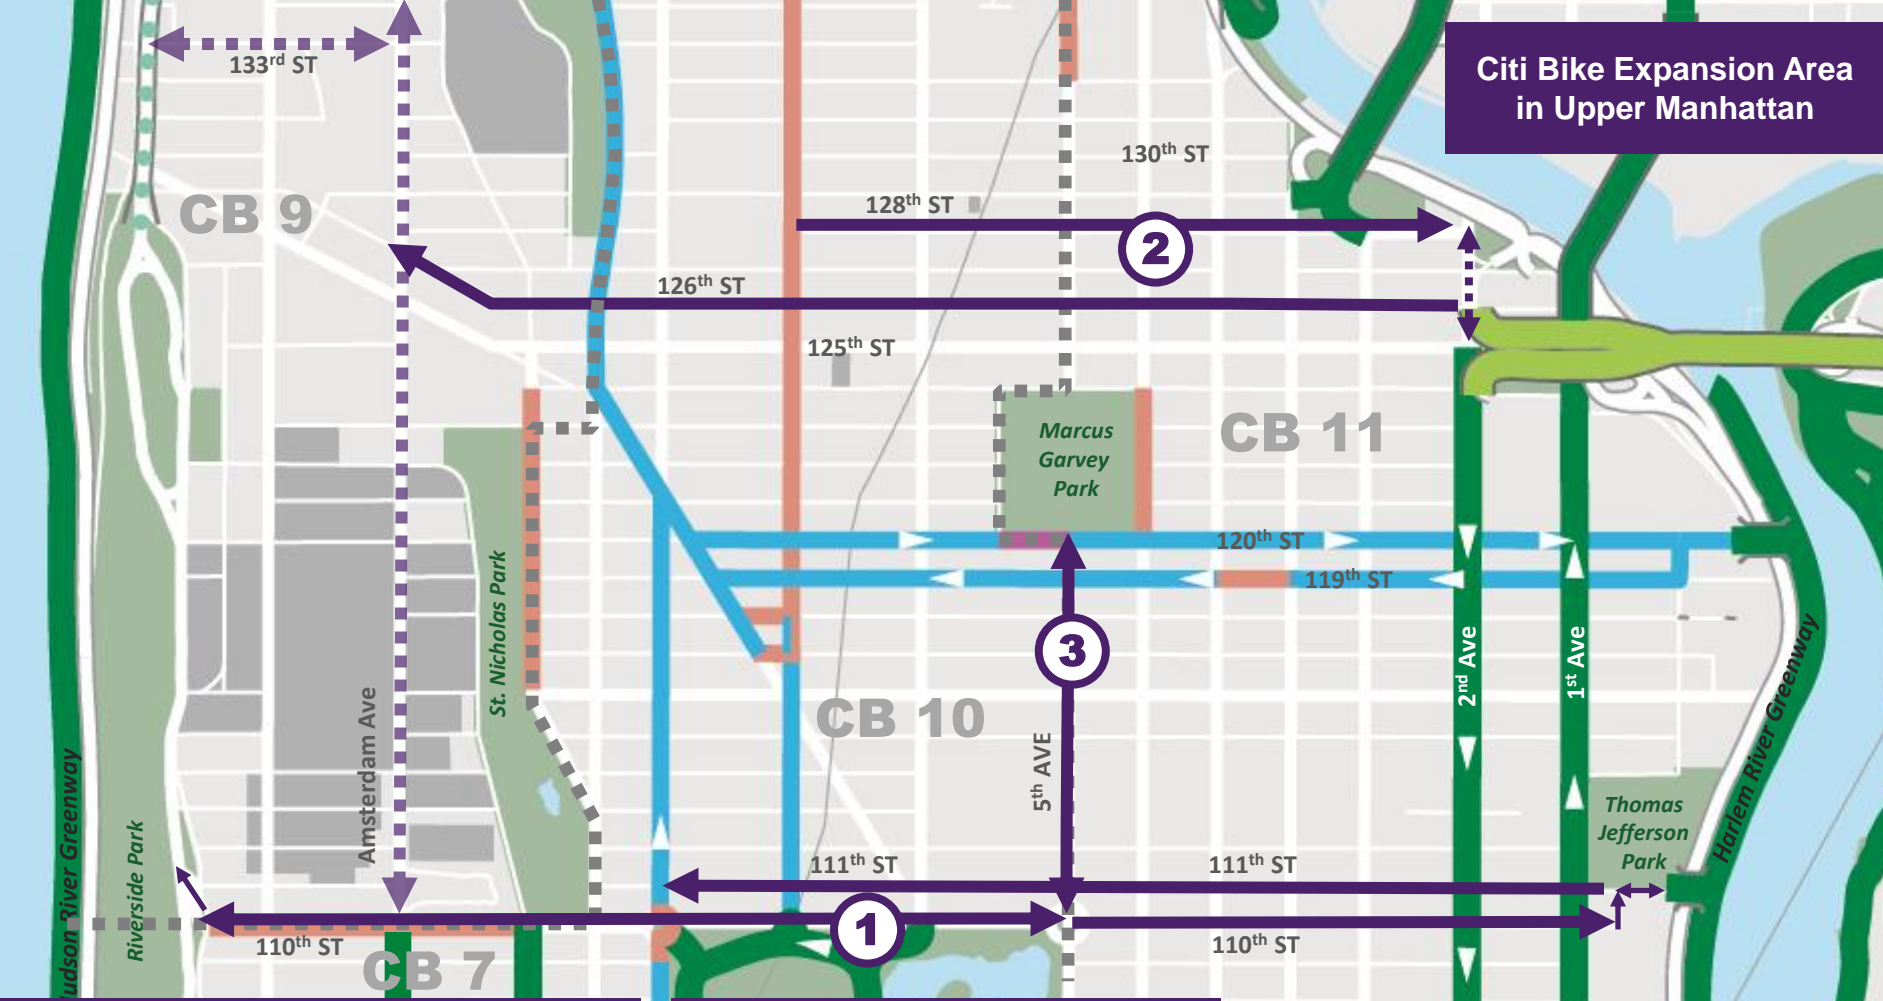 Citi Bike Expansion Area
in Upper Manhattan
133rd ST
130th ST
CB 9
128th ST
2
126th ST
125th ST
Marcus
Garvey
Park
CB 11
120th ST
119th ST
St. Nicholas Park
3
2nd Ave
1st Ave
Harlem River Greenway
Amsterdam Ave
CB 10
5th AVE
Hudson River Greenway
Riverside Park
Thomas
Jefferson
Park
111th ST
111th ST
1
110th ST
110th ST
CB 7